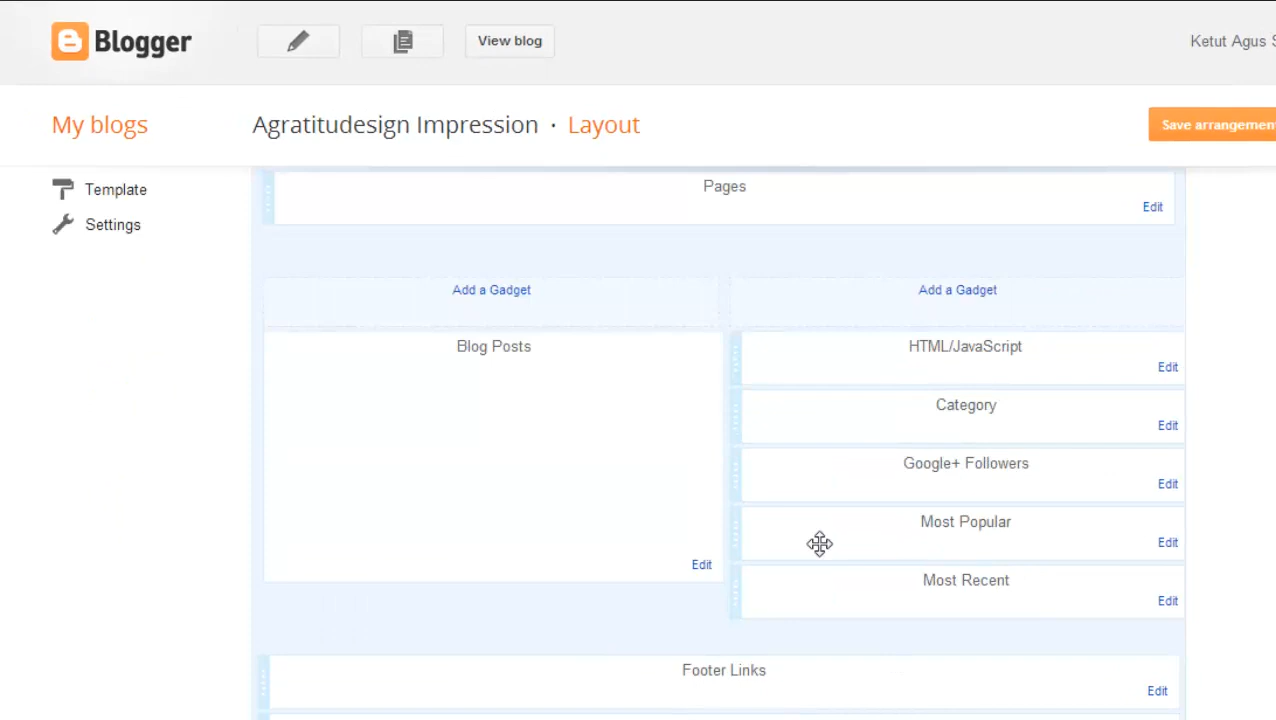 Blogger
View blog
Ketut Agus S
My blogs
Agratitudesign Impression · Layout
Save arrangemen
Template
Settings
Pages
Edit
Add a Gadget
Add a Gadget
Blog Posts
Edit
HTML/JavaScript
Edit
Category
Edit
Google+ Followers
Edit
Most Popular
Edit
Most Recent
Edit
Footer Links
Edit